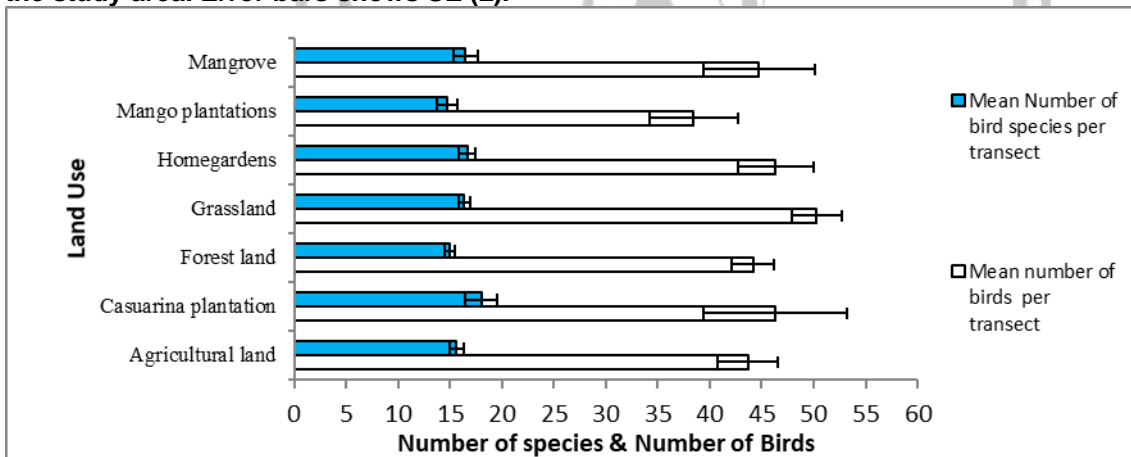 the study area. Error bars shows SE (±).
Mangrove
Mango plantations
Homegardens
Grassland
Forest land
Casuarina plantation
Agricultural land
Land Use
0 5 10 15 20 25 30 35 40 45 50 55 60
Number of species & Number of Birds
Mean Number of
bird species per
transect
Mean number of
birds per
transect